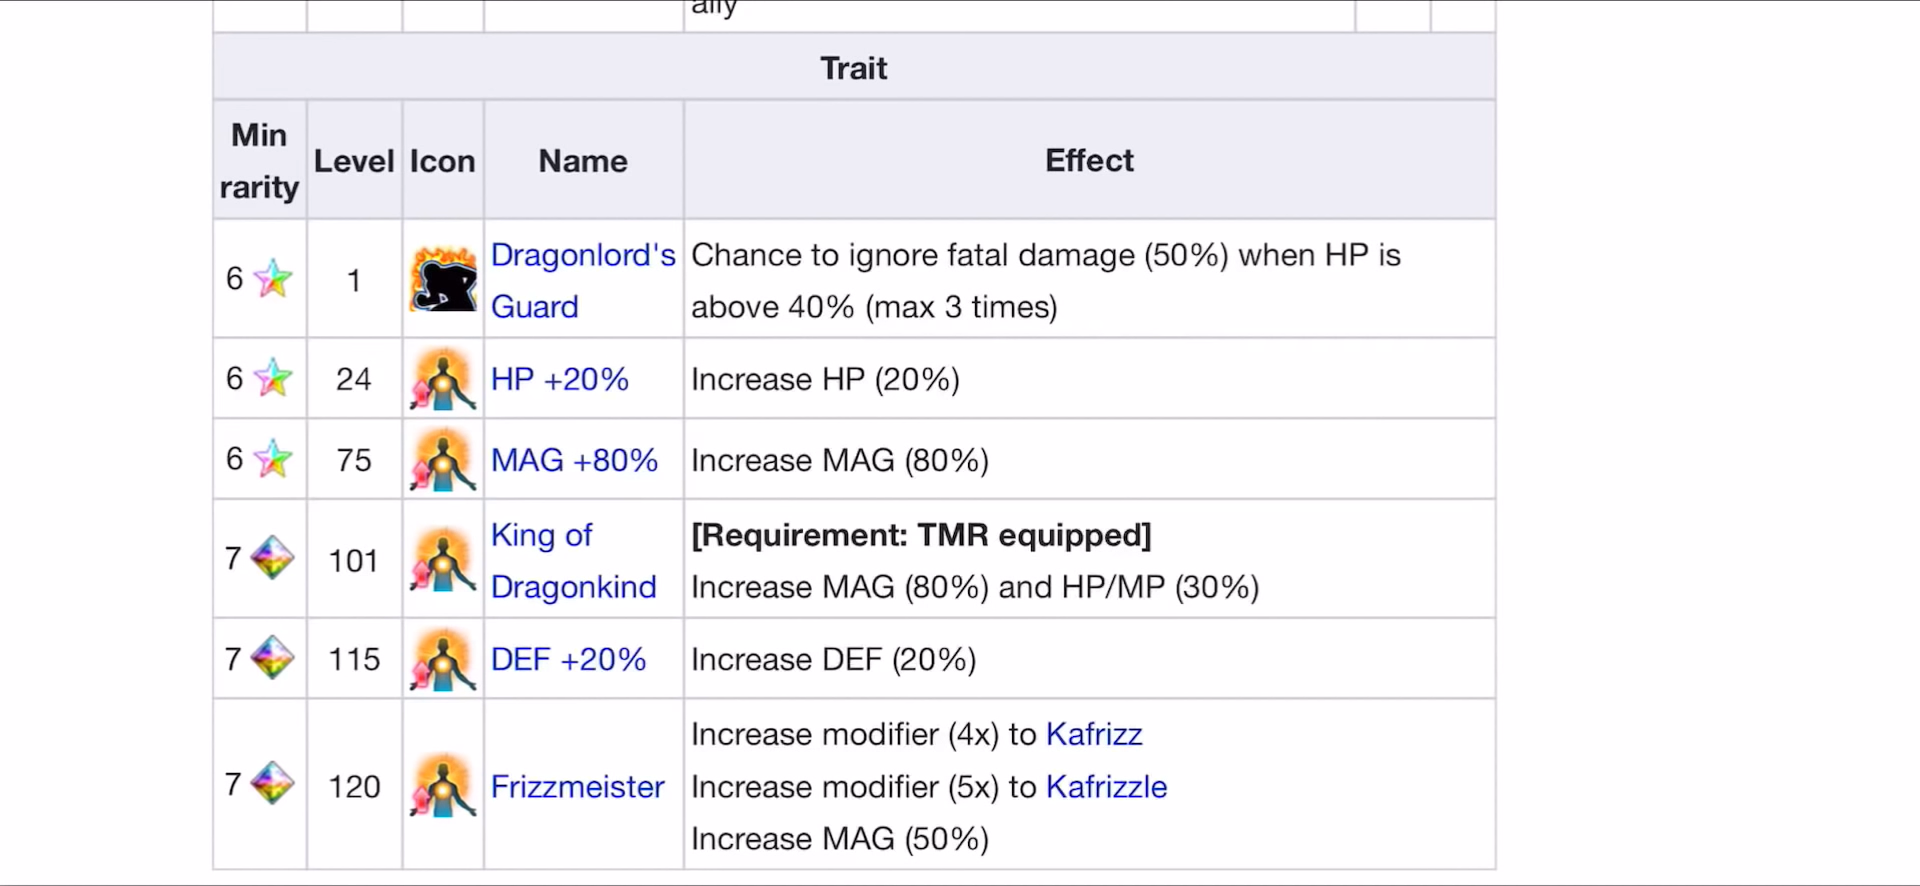 ally
Trait
Min rarity Level Icon Name Effect
6 1 Dragonlord's Guard Chance to ignore fatal damage (50%) when HP is above 40% (max 3 times)
6 24 HP +20% Increase HP (20%)
6 75 MAG +80% Increase MAG (80%)
7 101 King of Dragonkind [Requirement: TMR equipped]
Increase MAG (80%) and HP/MP (30%)
7 115 DEF +20% Increase DEF (20%)
7 120 Frizzmeister Increase modifier (4x) to Kafrizz
Increase modifier (5x) to Kafrizzle
Increase MAG (50%)